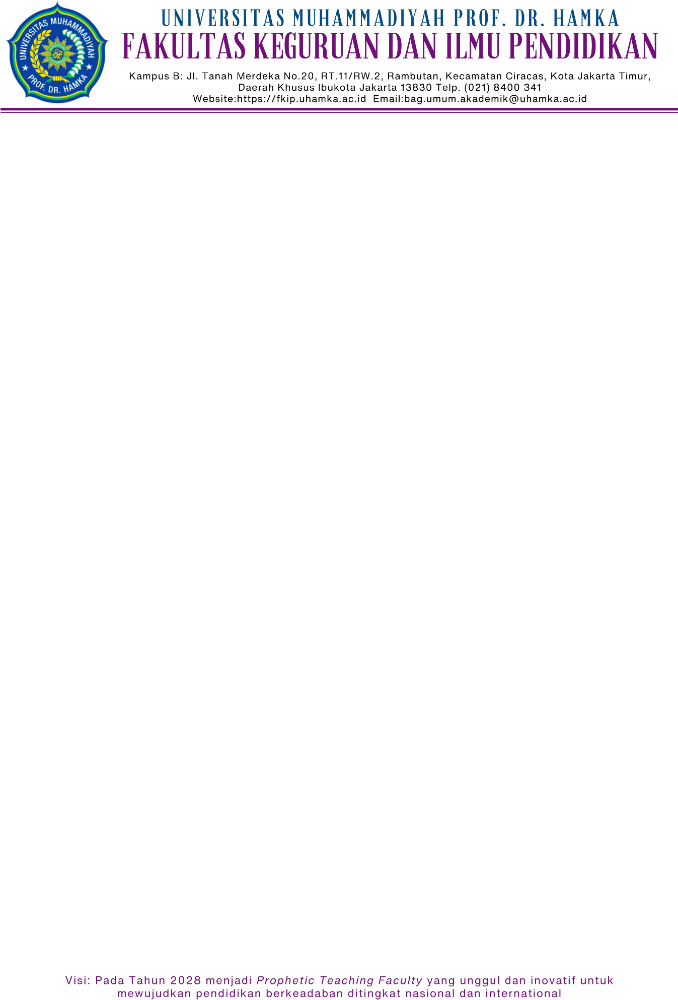 UNIVERSITAS MUHAMMADIYAH
PROF. DR. HAMKA
UNIVERSITAS MUHAMMADIYAH PROF. DR. HAMKA
FAKULTAS KEGURUAN DAN ILMU PENDIDIKAN
Kampus B: Jl. Tanah Merdeka No.20, RT.11/RW.2, Rambutan, Kecamatan Ciracas, Kota Jakarta Timur,
Daerah Khusus Ibukota Jakarta 13830 Telp. (021) 8400 341
Website:https://fkip.uhamka.ac.id Email:bag.umum.akademik@uhamka.ac.id
Visi: Pada Tahun 2028 menjadi Prophetic Teaching Faculty yang unggul dan inovatif untuk
mewujudkan pendidikan berkeadaban ditingkat nasional dan international